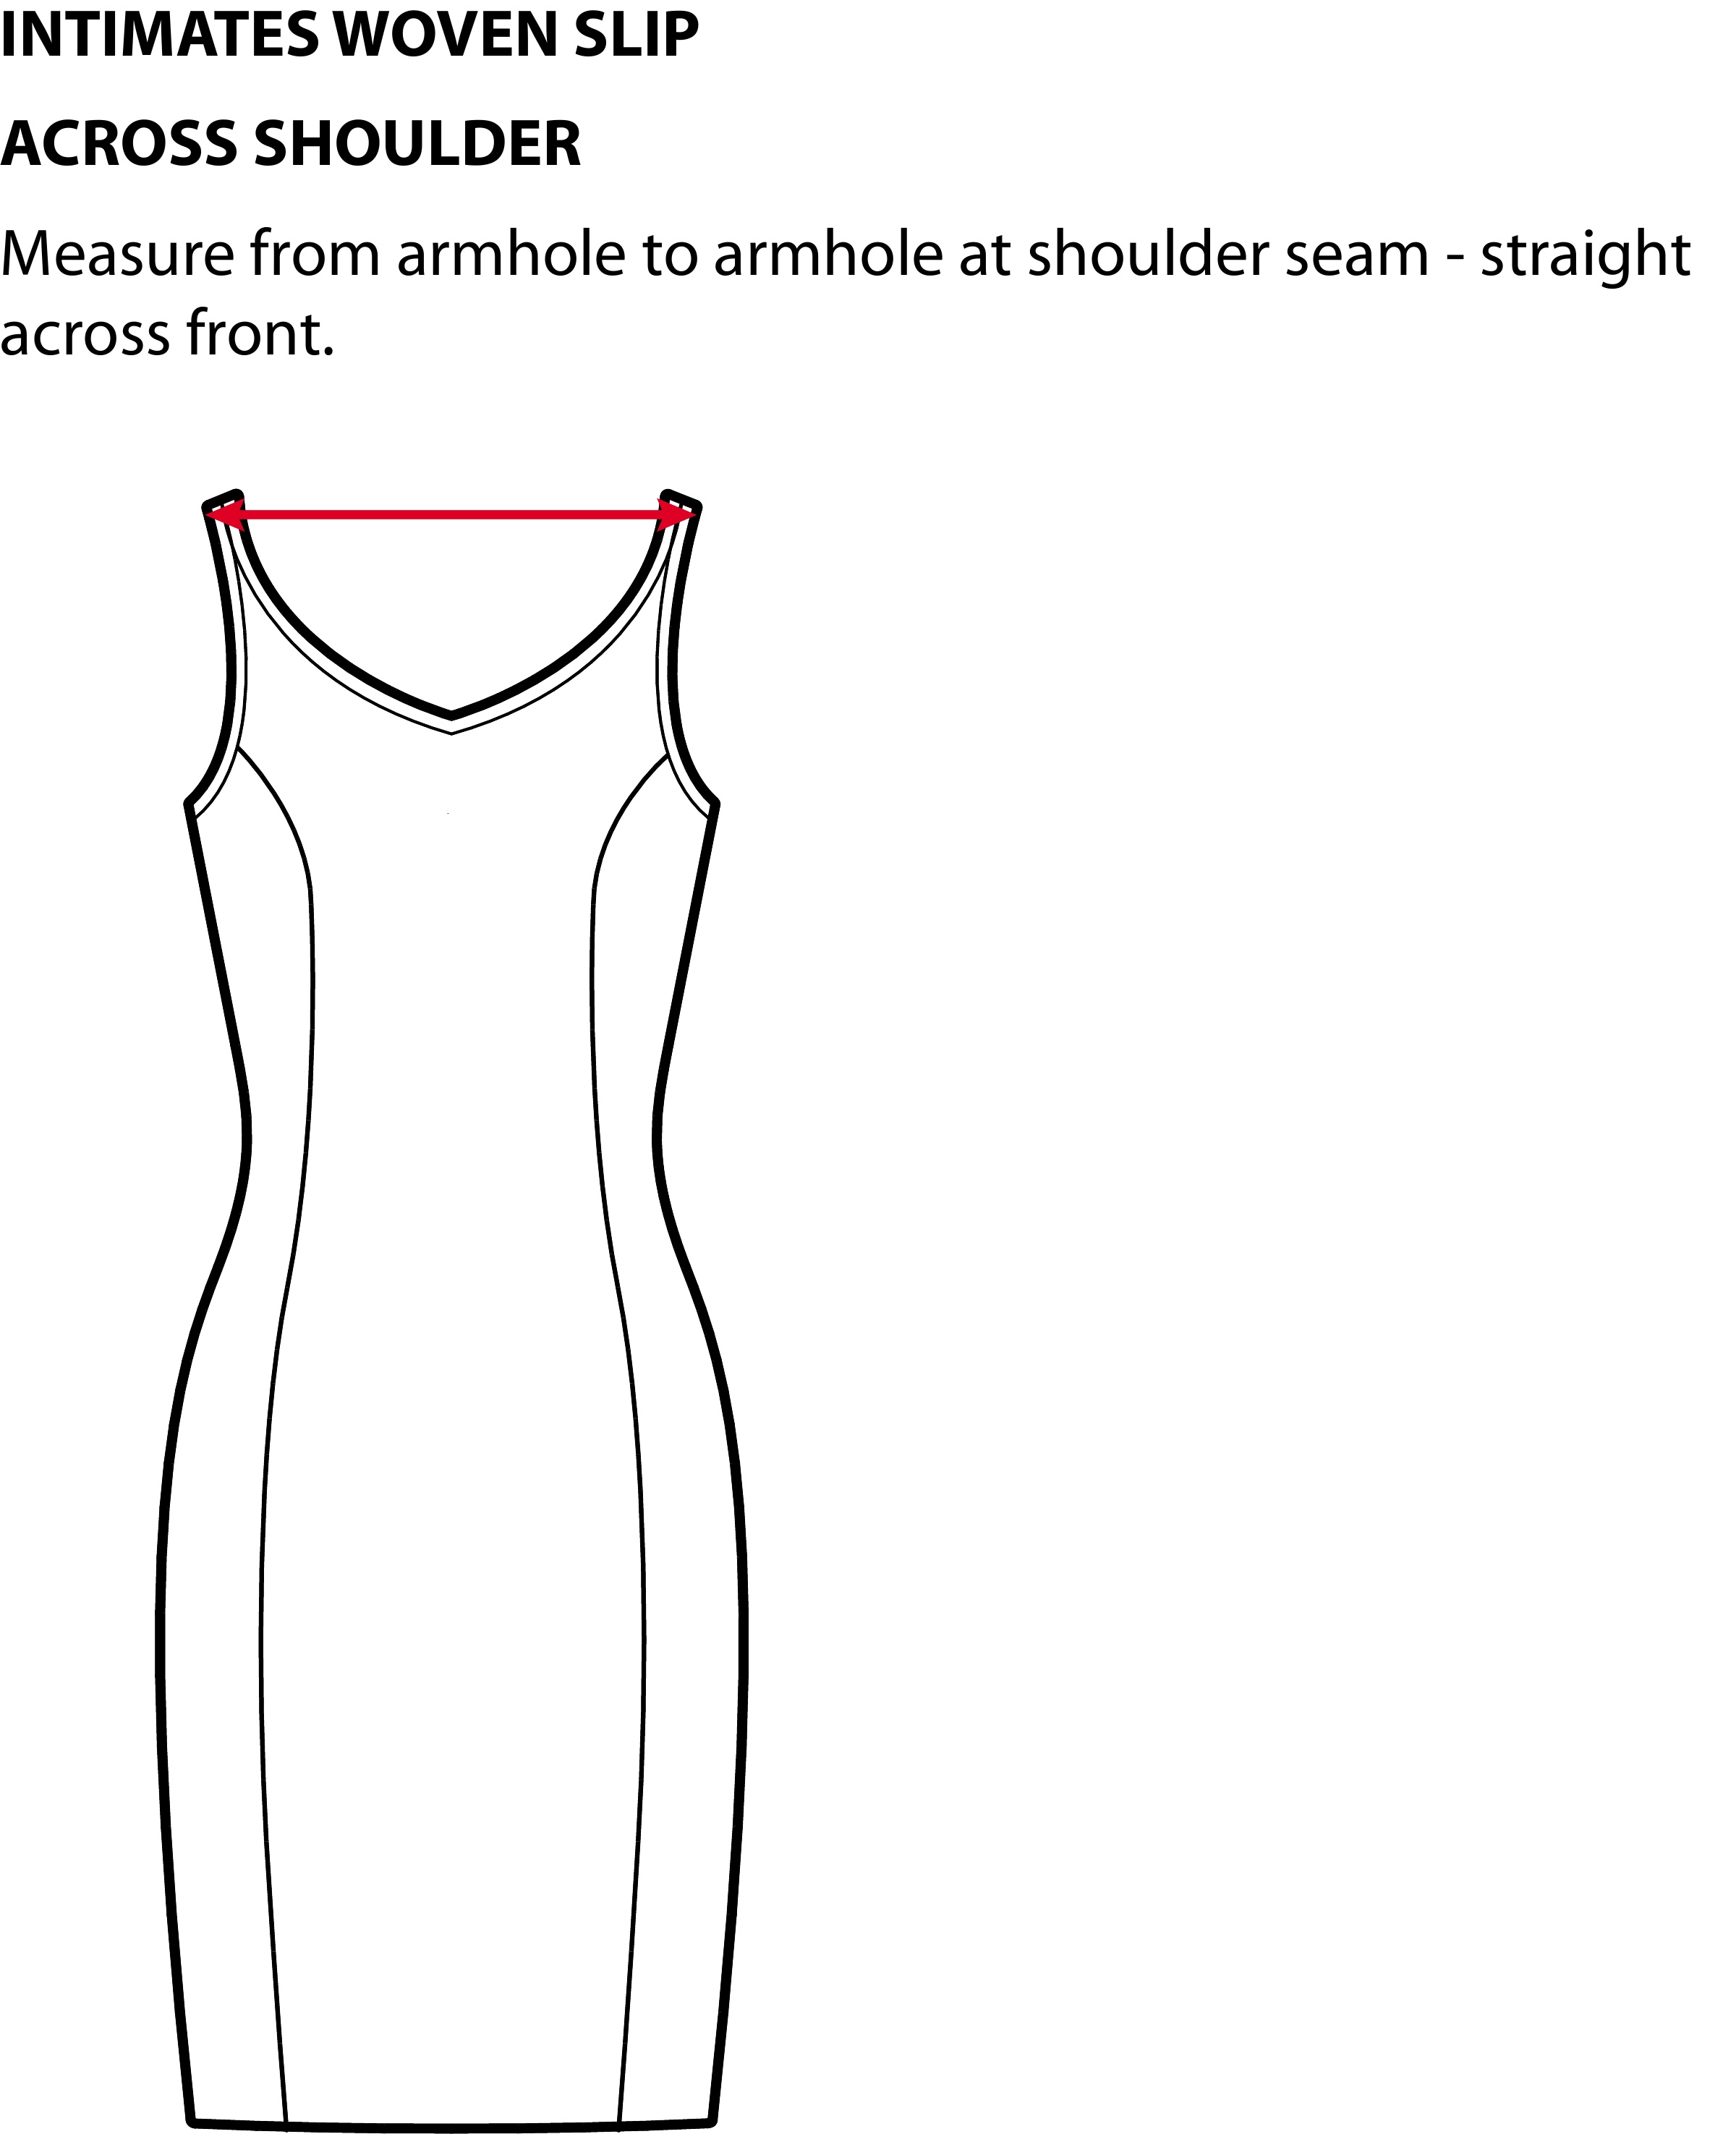 INTIMATES WOVEN SLIP
ACROSS SHOULDER
Measure from armhole to armhole at shoulder seam - straight
across front.